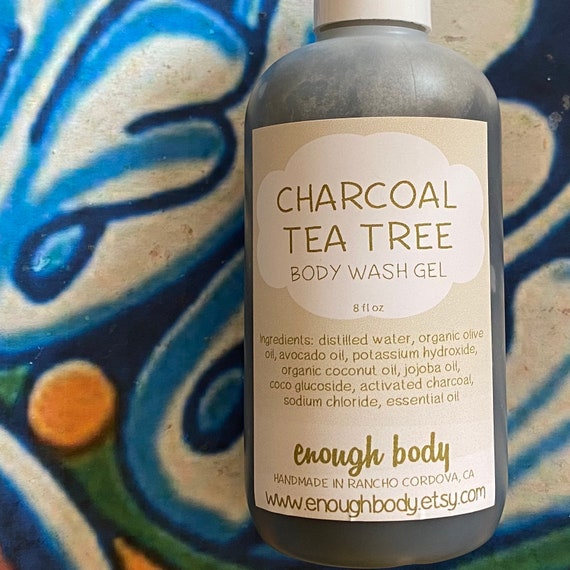 CHARCOAL
TEA TREE
BODY WASH GEL
8 fl oz
Ingredients: distilled water, organic olive
oil, avocado oil, potassium hydroxide,
organic coconut oil, jojoba oil,
coco glucoside, activated charcoal,
sodium chloride, essential oil
enough body
HANDMADE IN RANCHO CORDOVA, CA
www.enoughbody.etsy.com